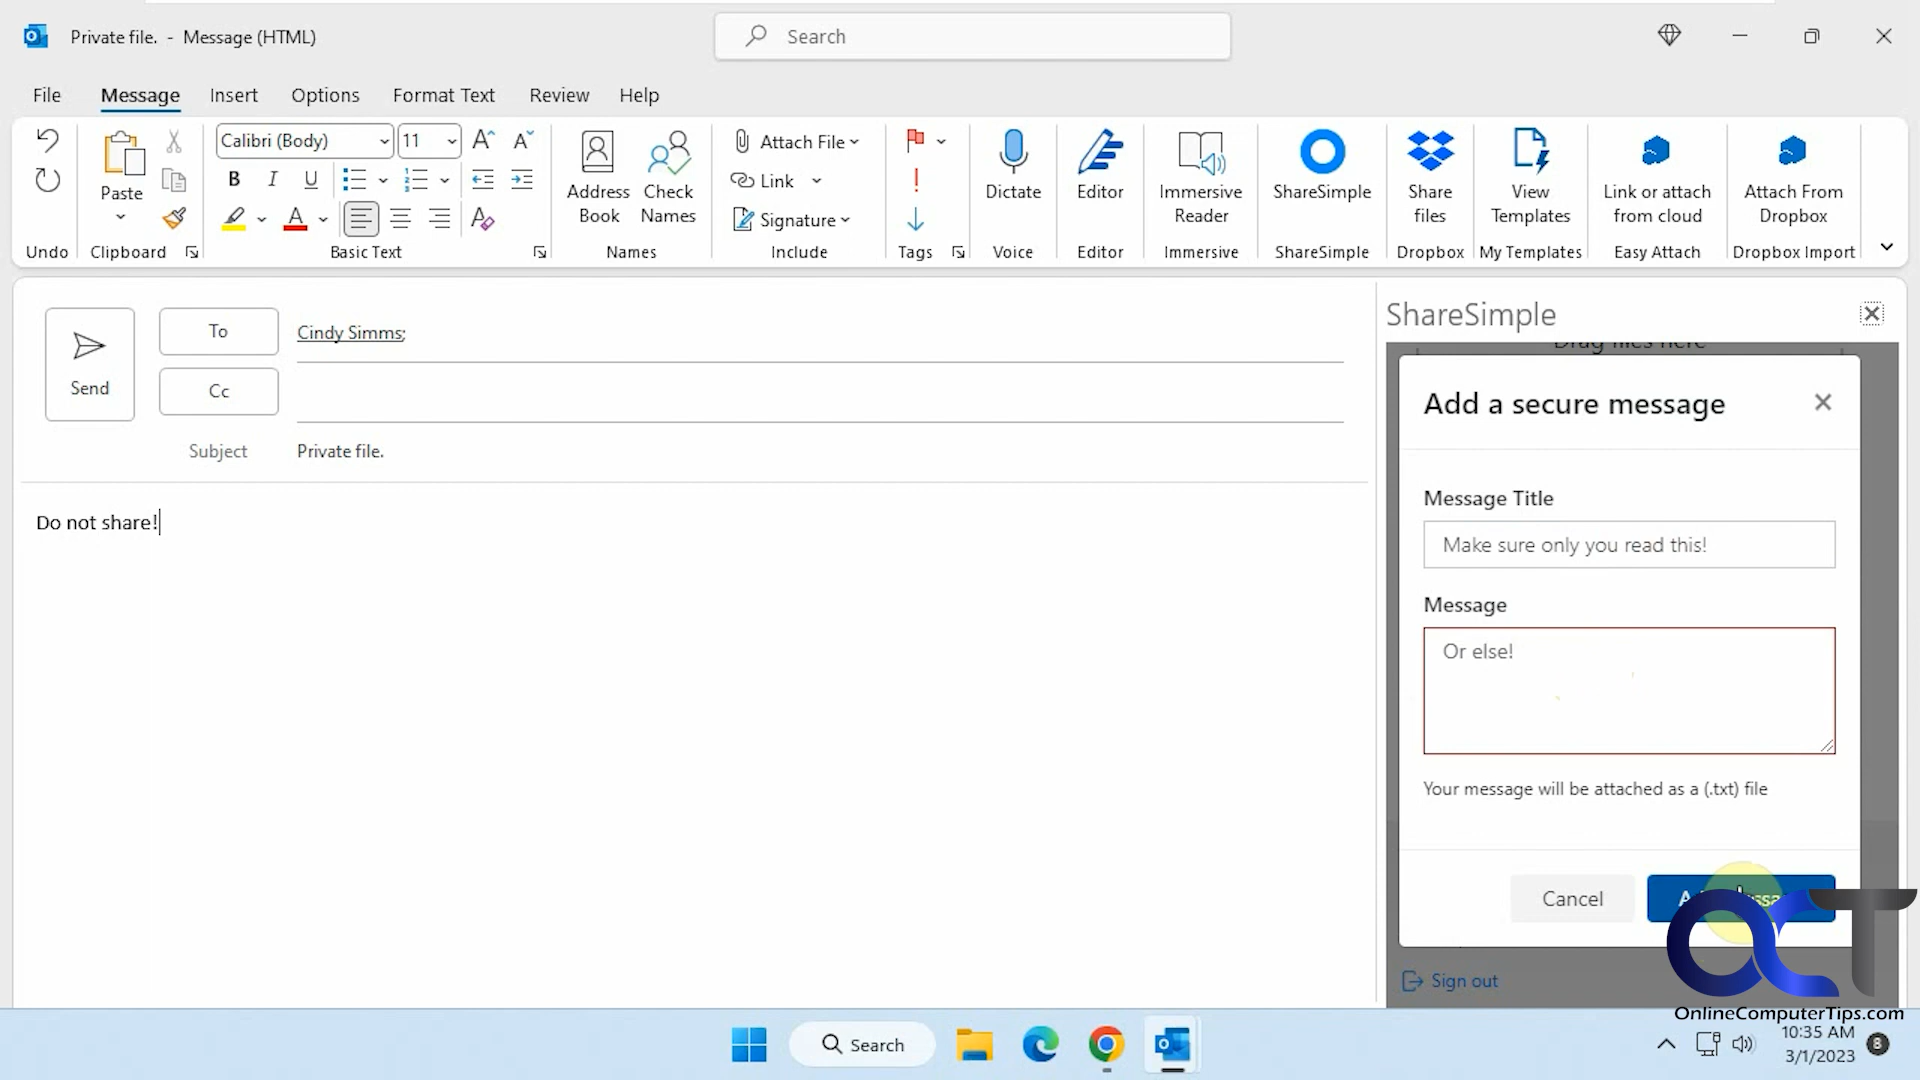 Private file. - Message (HTML)
Search
File Message Insert Options Format Text Review Help
Calibri (Body) 11
Paste
B I U
Address Book
Check Names
Attach File
Link
Signature
Dictate
Editor
Immersive Reader
ShareSimple
Share files
View Templates
Link or attach from cloud
Attach From Dropbox
Undo Clipboard Basic Text Names Include Tags Voice Editor Immersive ShareSimple Dropbox My Templates Easy Attach Dropbox Import
Send
To
Cindy Simms;
Cc
Subject
Private file.
Do not share!
ShareSimple
Drag files here
Add a secure message
Message Title
Make sure only you read this!
Message
Or else!
Your message will be attached as a (.txt) file
Cancel
Sign out
OCT
OnlineComputerTips.com
Search
10:35 AM
3/1/2023
8